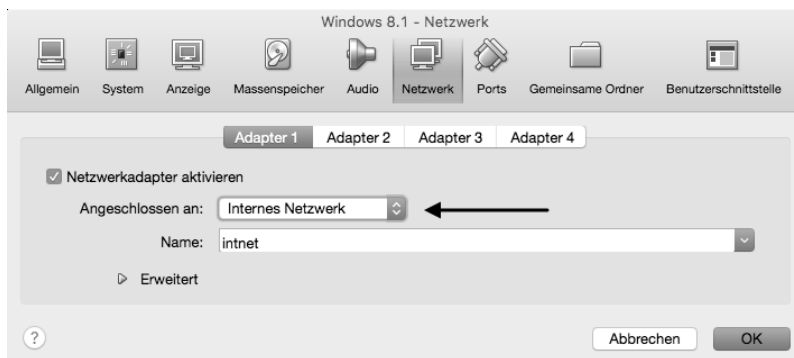 Windows 8.1 - Netzwerk
Allgemein System Anzeige Massenspeicher Audio Netzwerk Ports Gemeinsame Ordner Benutzerschnittstelle
Adapter 1 Adapter 2 Adapter 3 Adapter 4
Netzwerkadapter aktivieren
Angeschlossen an: Internes Netzwerk
Name: intnet
Erweitert
? Abbrechen OK